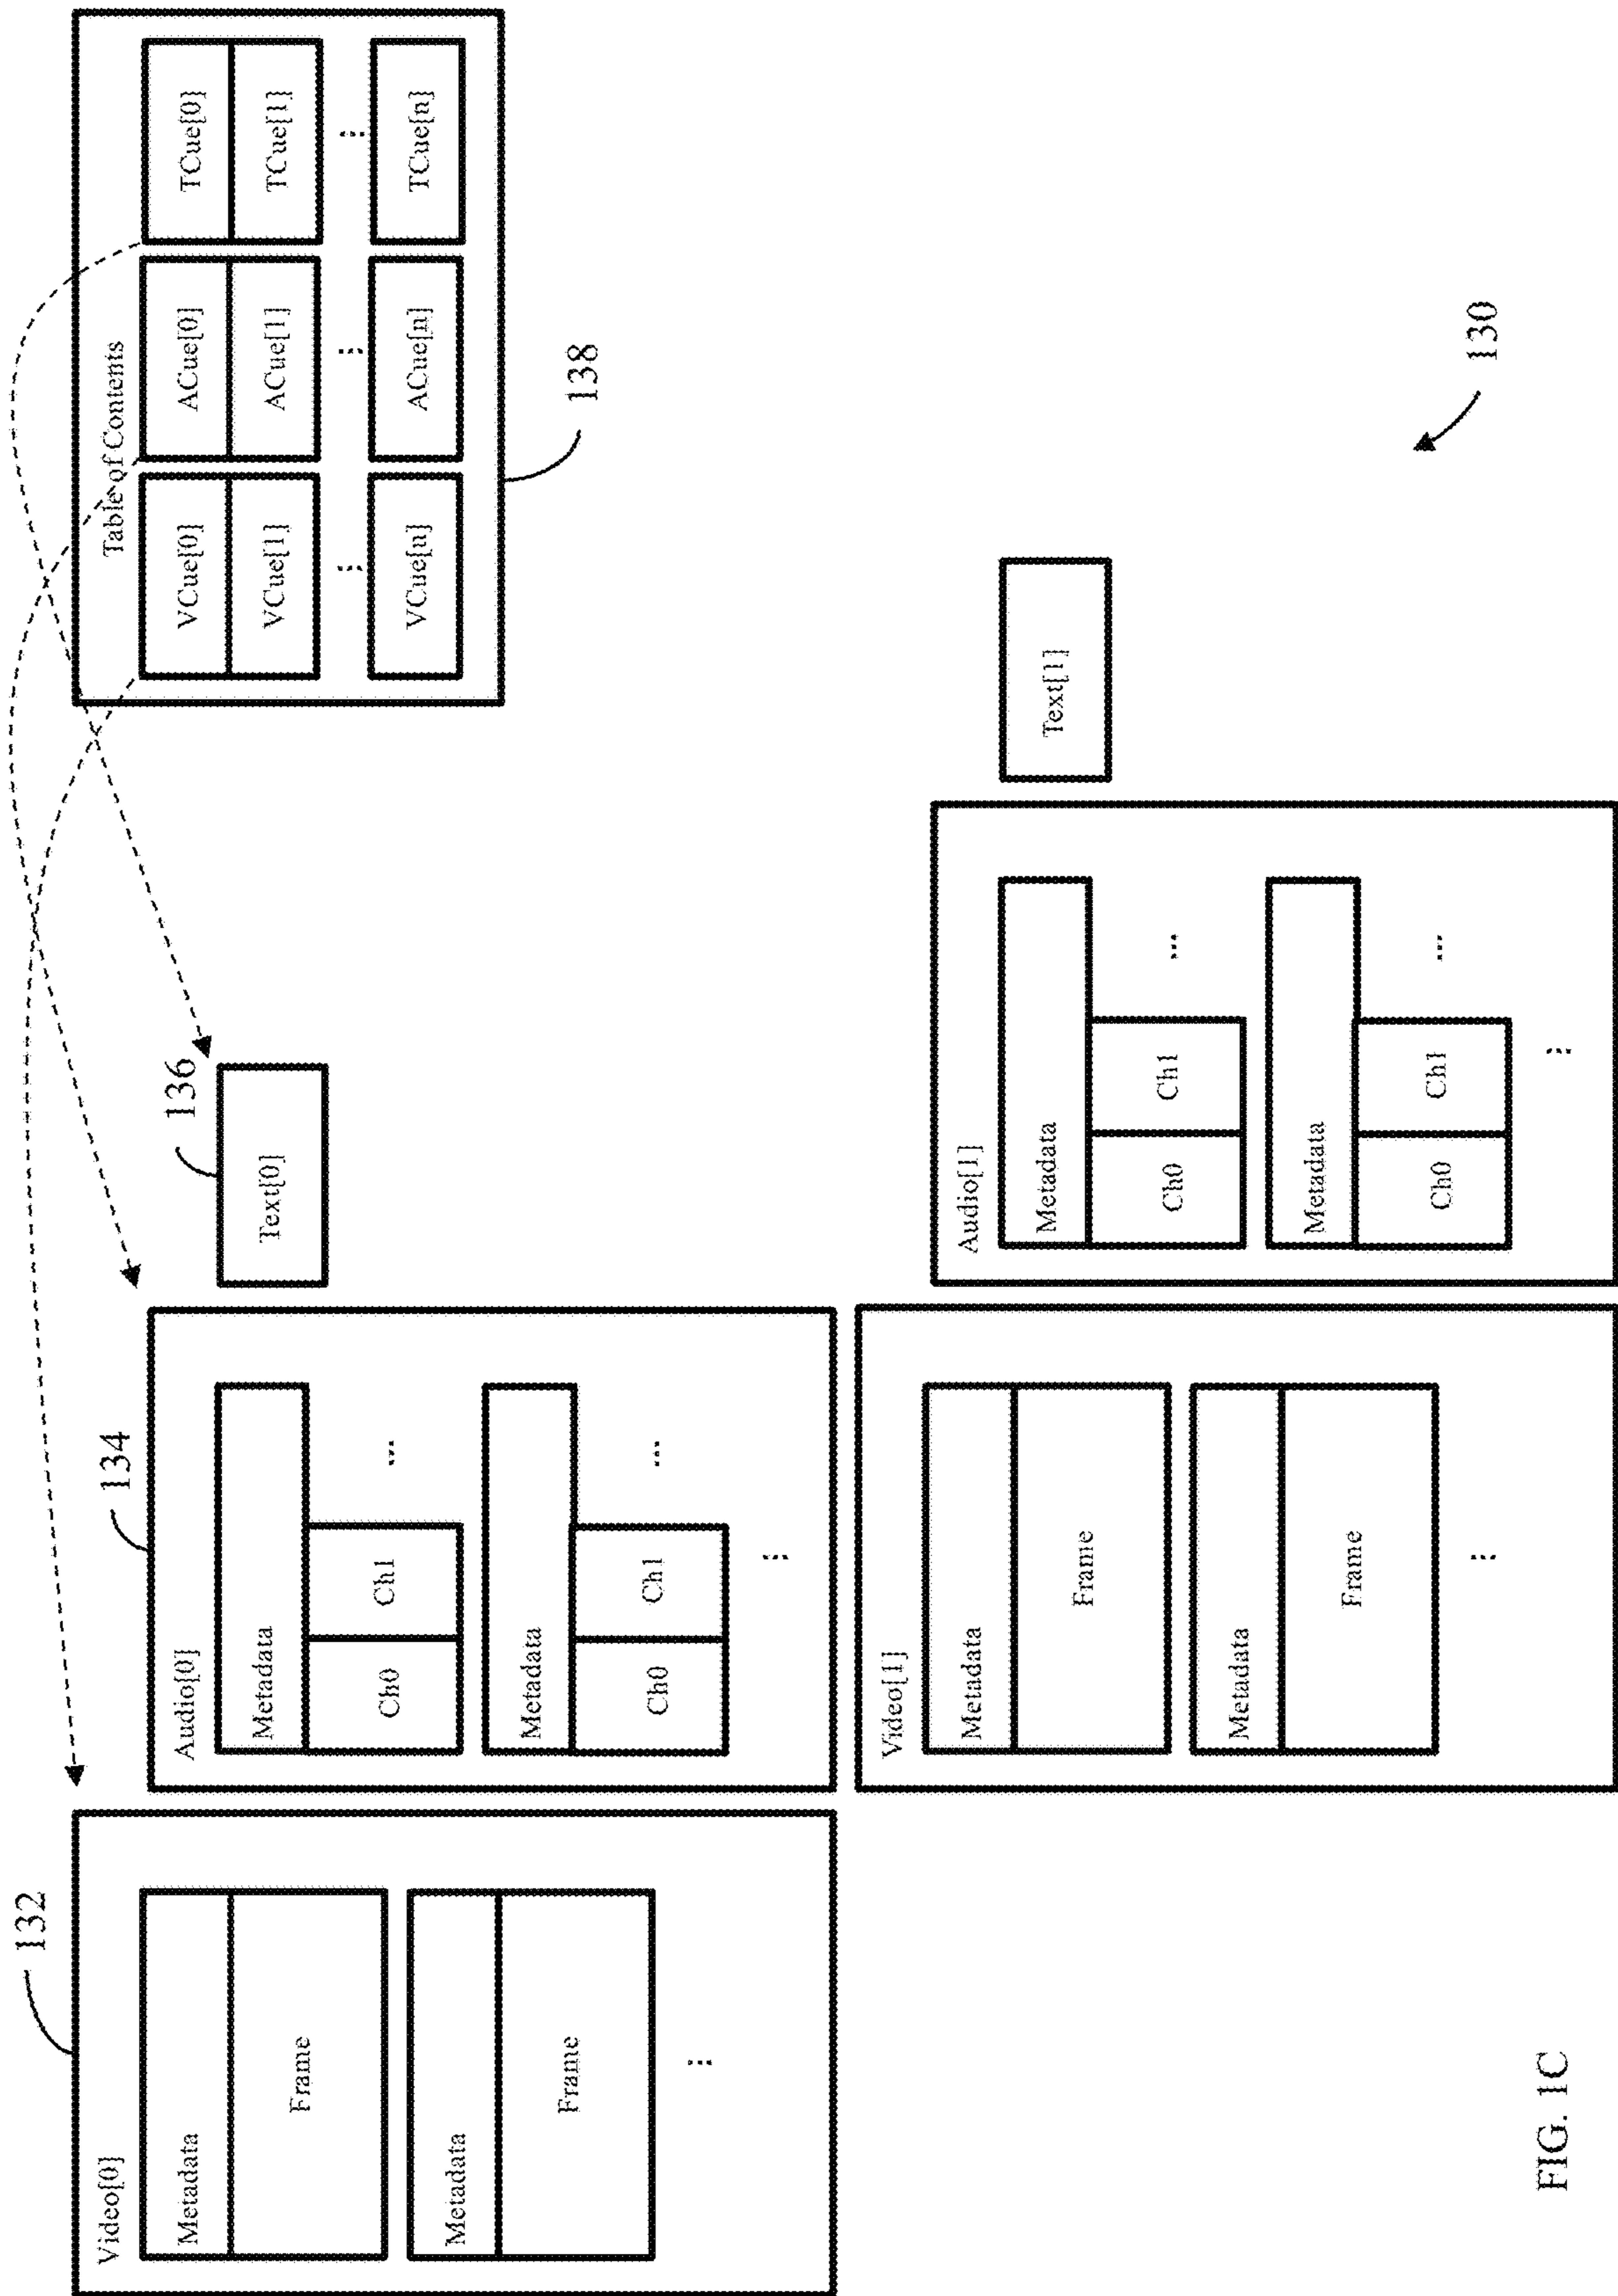 132
Video[0]
Metadata
Frame
Metadata
Frame
⋮
134
Audio[0]
Metadata
Ch0 Ch1 ...
Metadata
Ch0 Ch1 ...
⋮
136
Text[0]
Table of Contents
VCue[0] ACue[0] TCue[0]
VCue[1] ACue[1] TCue[1]
⋮ ⋮ ⋮
VCue[n] ACue[n] TCue[n]
138
Video[1]
Metadata
Frame
Metadata
Frame
⋮
Audio[1]
Metadata
Ch0 Ch1 ...
Metadata
Ch0 Ch1 ...
⋮
Text[1]
130
FIG. 1C